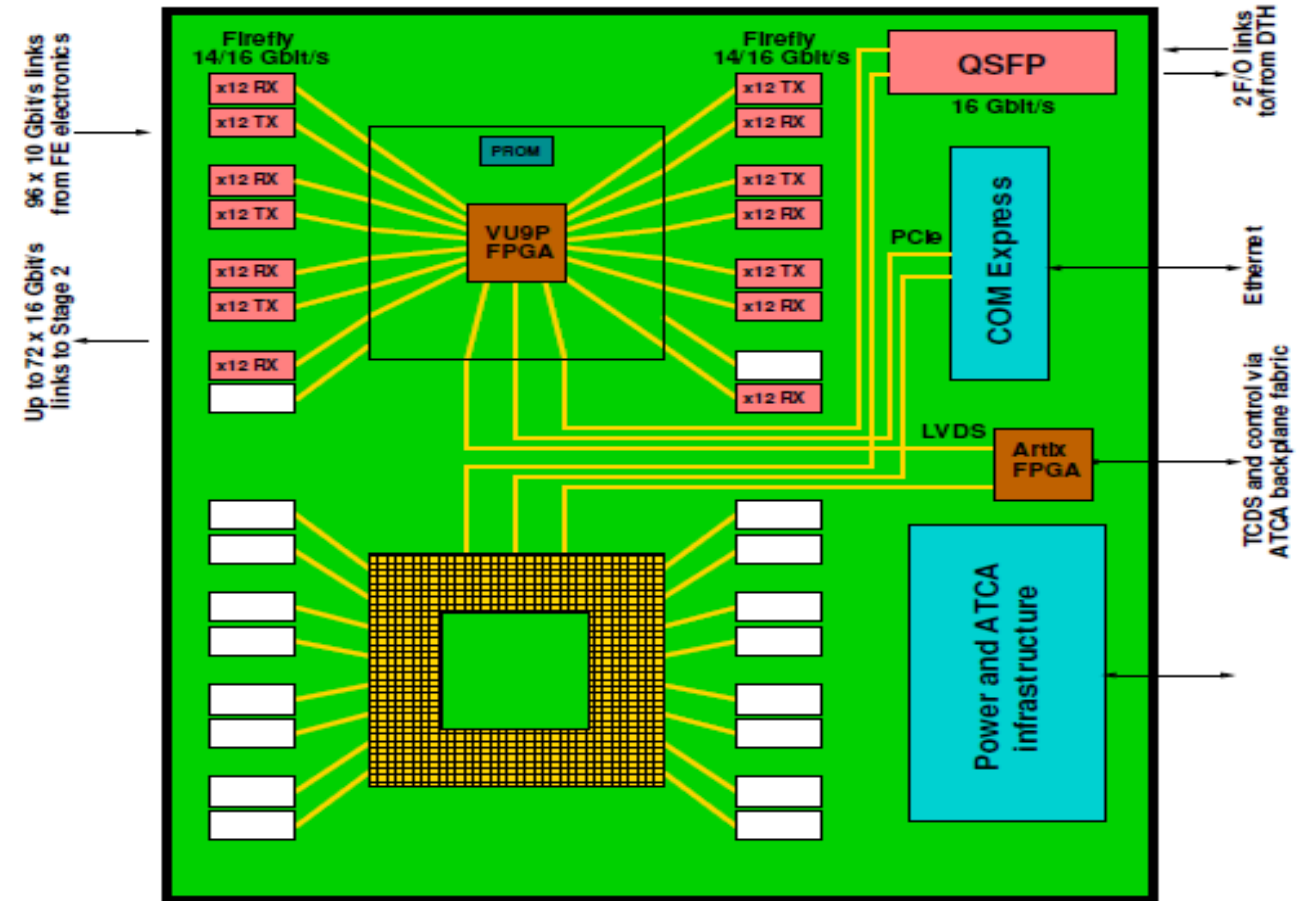 Firefly
14/16 Gbit/s
x12 RX
x12 TX
x12 RX
x12 TX
x12 RX
x12 TX
x12 RX
PROM
VU9P
FPGA
Firefly
14/16 Gbit/s
x12 TX
x12 RX
x12 TX
x12 RX
x12 TX
x12 RX
x12 RX
QSFP
16 Gbit/s
PCIe
COM Express
LVDS
Artix
FPGA
Power and ATCA
infrastructure
96 x 10 Gbit/s links
from FE electronics
Up to 72 x 16 Gbit/s
links to Stage 2
2 F/O links
to/from DTH
Ethernet
TCDS and control via
ATCA backplane fabric